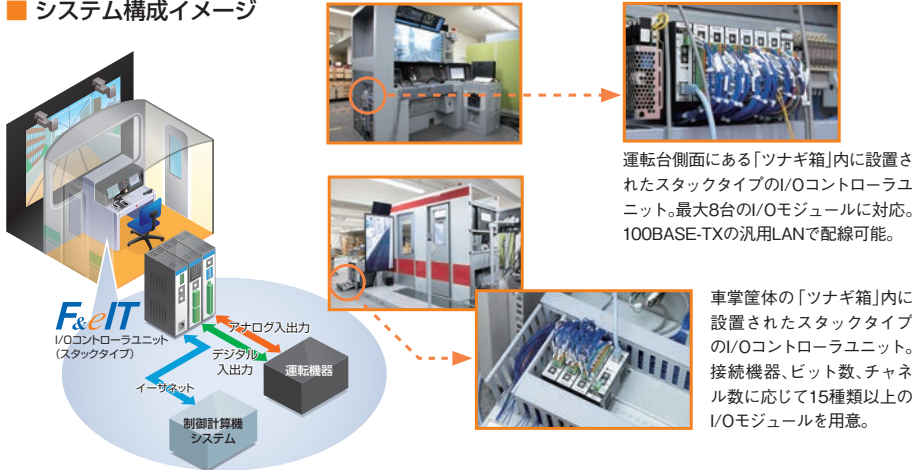 ■ システム構成イメージ
運転台側面にある「ツナギ箱」内に設置さ
れたスタックタイプのI/Oコントローラユ
ニット。最大8台のI/Oモジュールに対応。
100BASE-TXの汎用LANで配線可能。
車掌筐体の「ツナギ箱」内に
設置されたスタックタイプ
のI/Oコントローラユニット。
接続機器、ビット数、チャネ
ル数に応じて15種類以上の
I/Oモジュールを用意。
F&eIT
I/Oコントローラユニット
(スタックタイプ)
アナログ入出力
デジタル
入出力
運転機器
イーサネット
制御計算機
システム